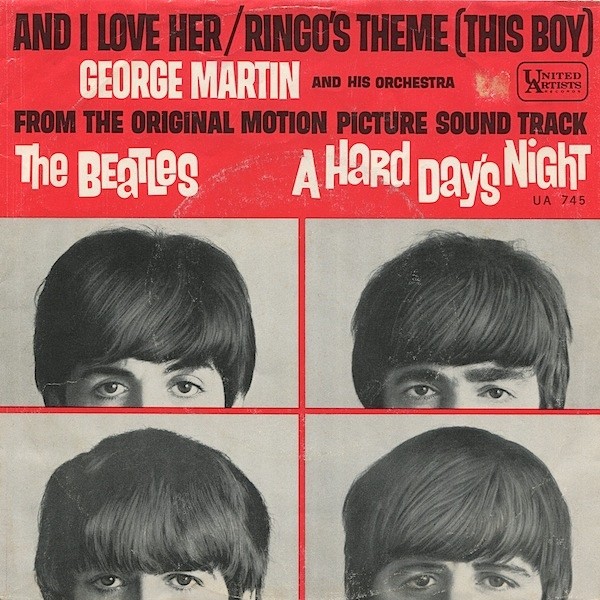 AND I LOVE HER/RINGO'S THEME (THIS BOY)
GEORGE MARTIN AND HIS ORCHESTRA
UNITED
ARTISTS
RECORDS
FROM THE ORIGINAL MOTION PICTURE SOUND TRACK
The BEATLES A HARD DAY'S NIGHT
UA 745